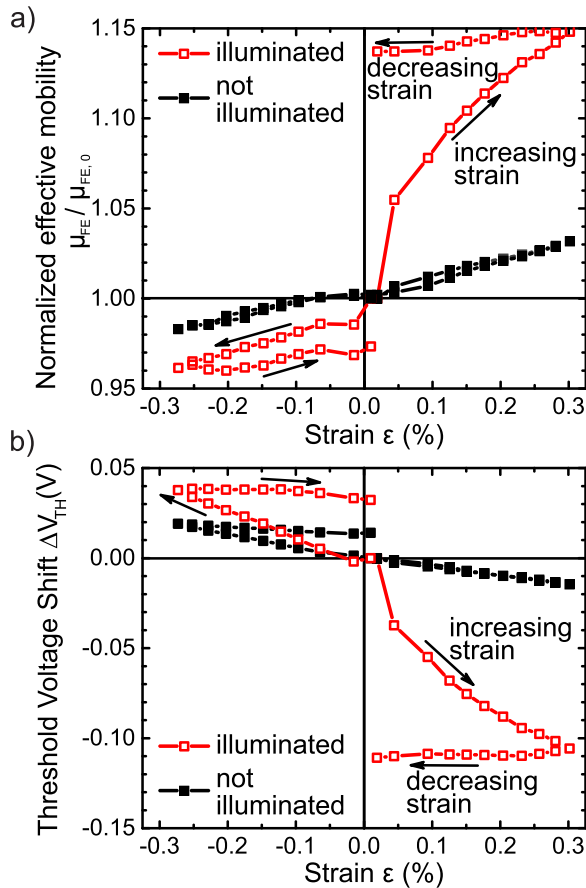 a)
1.15
illuminated
not
illuminated
decreasing
strain
increasing
strain
1.10
1.05
1.00
0.95
Normalized effective mobility
μFE / μFE, 0
-0.3 -0.2 -0.1 0.0 0.1 0.2 0.3
Strain ε (%)
b)
0.05
0.00
-0.05
-0.10
-0.15
Threshold Voltage Shift ΔVTH(V)
increasing
strain
illuminated
not
illuminated
decreasing
strain
-0.3 -0.2 -0.1 0.0 0.1 0.2 0.3
Strain ε (%)